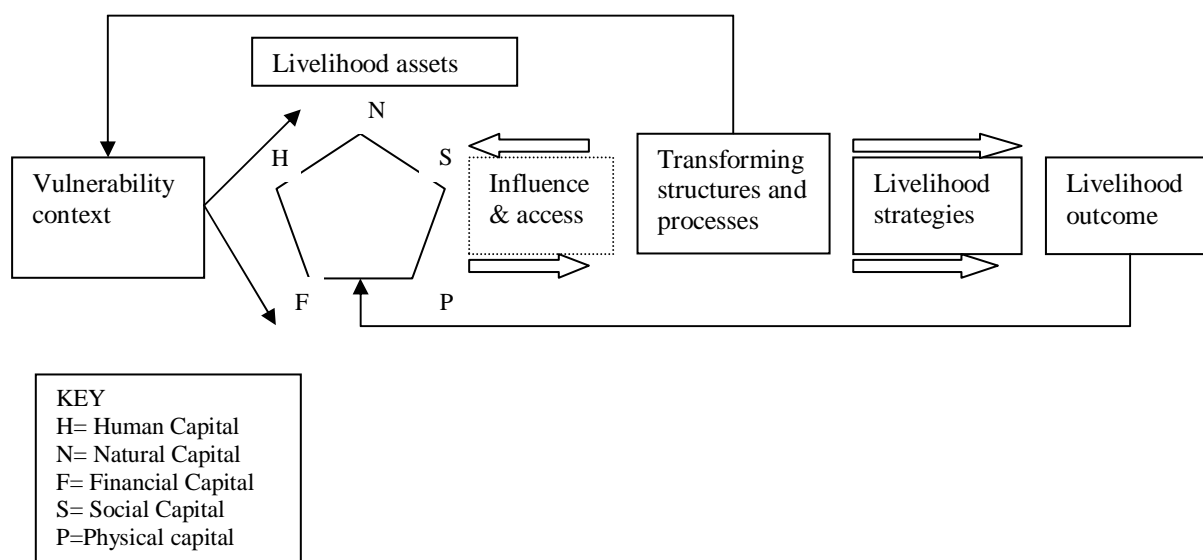 Livelihood assets
N
H
S
Vulnerability
context
Influence
& access
Transforming
structures and
processes
Livelihood
strategies
Livelihood
outcome
F
P
KEY
H= Human Capital
N= Natural Capital
F= Financial Capital
S= Social Capital
P=Physical capital